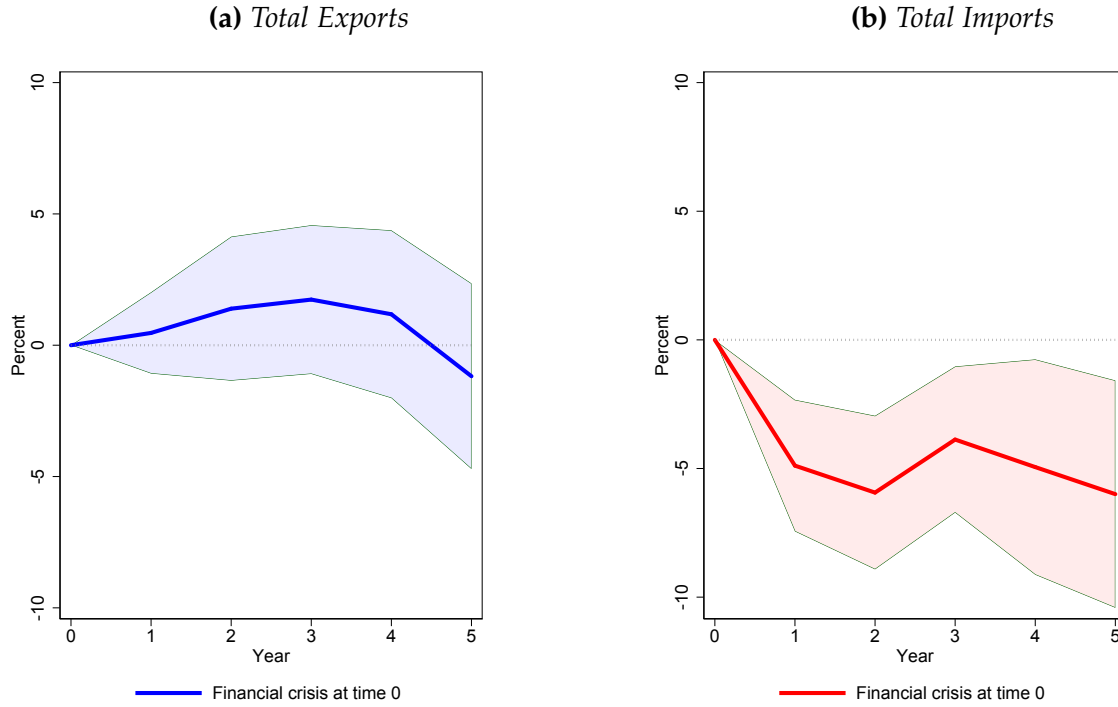 (a) Total Exports
10
5
0
-5
-10
Percent
0 1 2 3 4 5
Year
Financial crisis at time 0
(b) Total Imports
10
5
0
-5
-10
Percent
0 1 2 3 4 5
Year
Financial crisis at time 0